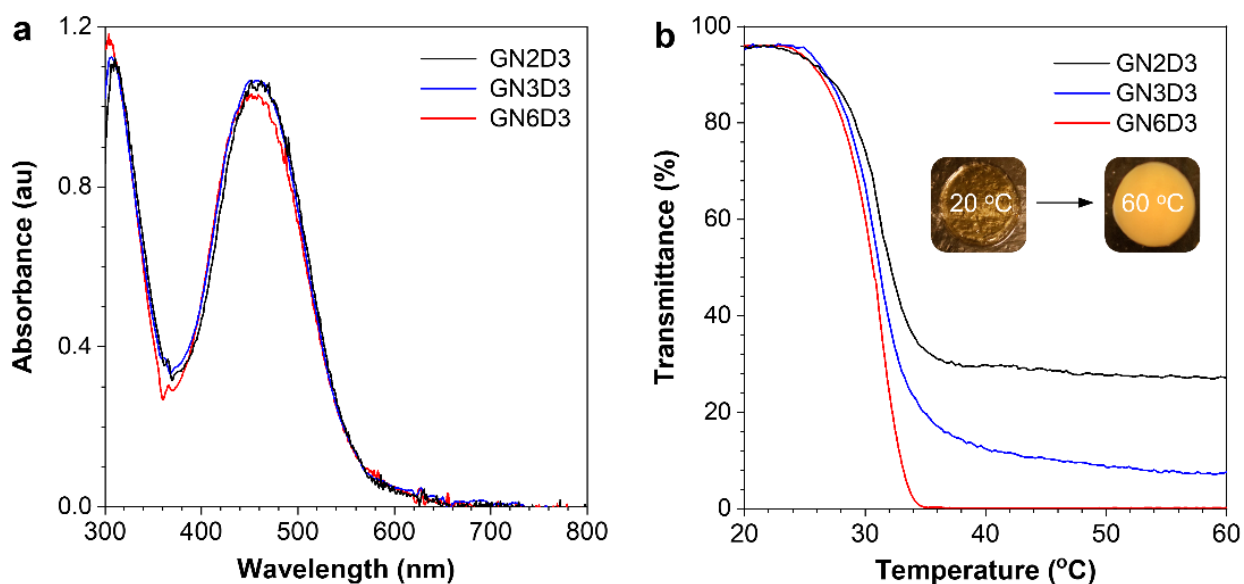 a
GN2D3
GN3D3
GN6D3
1.2
0.8
0.4
0.0
Absorbance (au)
300 400 500 600 700 800
Wavelength (nm)
b
GN2D3
GN3D3
GN6D3
20 °C
60 °C
100
80
60
40
20
0
Transmittance (%)
20 30 40 50 60
Temperature (°C)